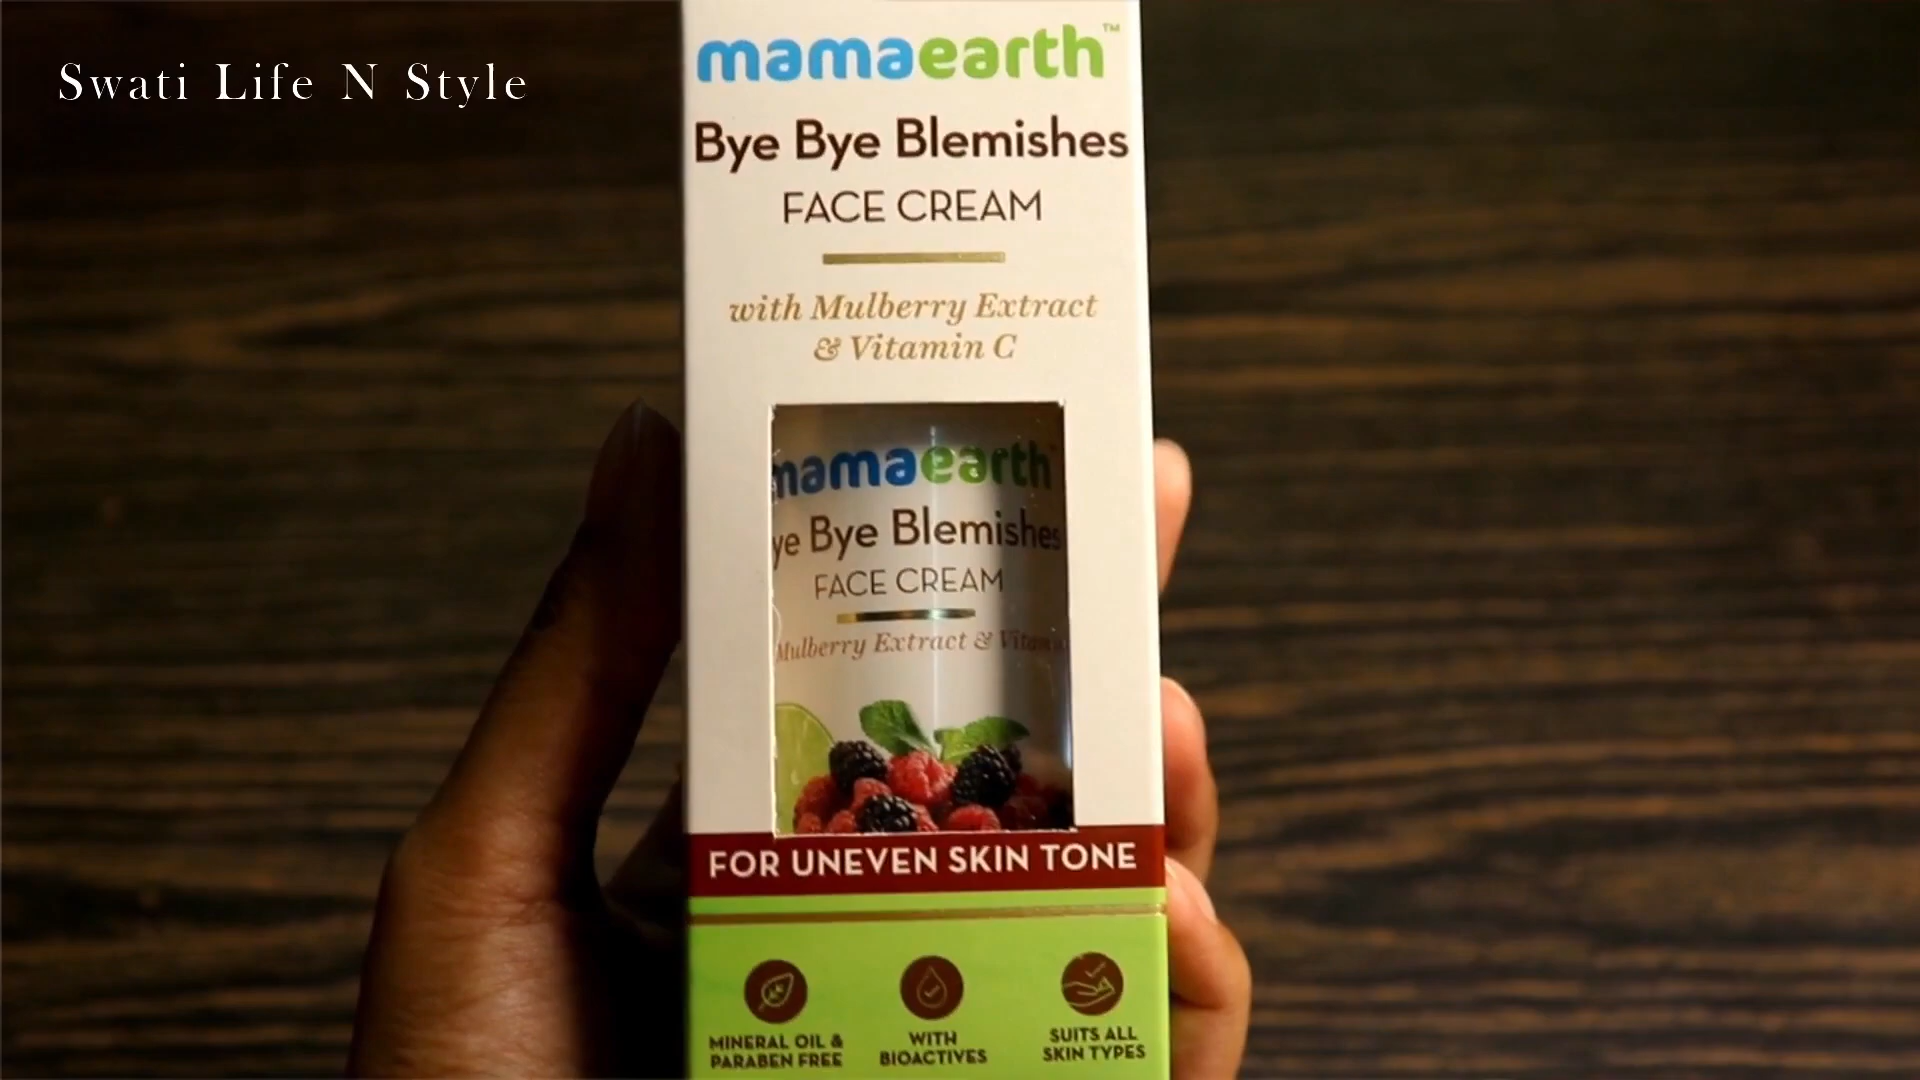 Swati Life N Style
mamaearth™
Bye Bye Blemishes
FACE CREAM
with Mulberry Extract
& Vitamin C
mamaearth
ye Bye Blemishes
FACE CREAM
Mulberry Extract &
FOR UNEVEN SKIN TONE
MINERAL OIL &
PARABEN FREE
WITH
BIOACTIVES
SUITS ALL
SKIN TYPES